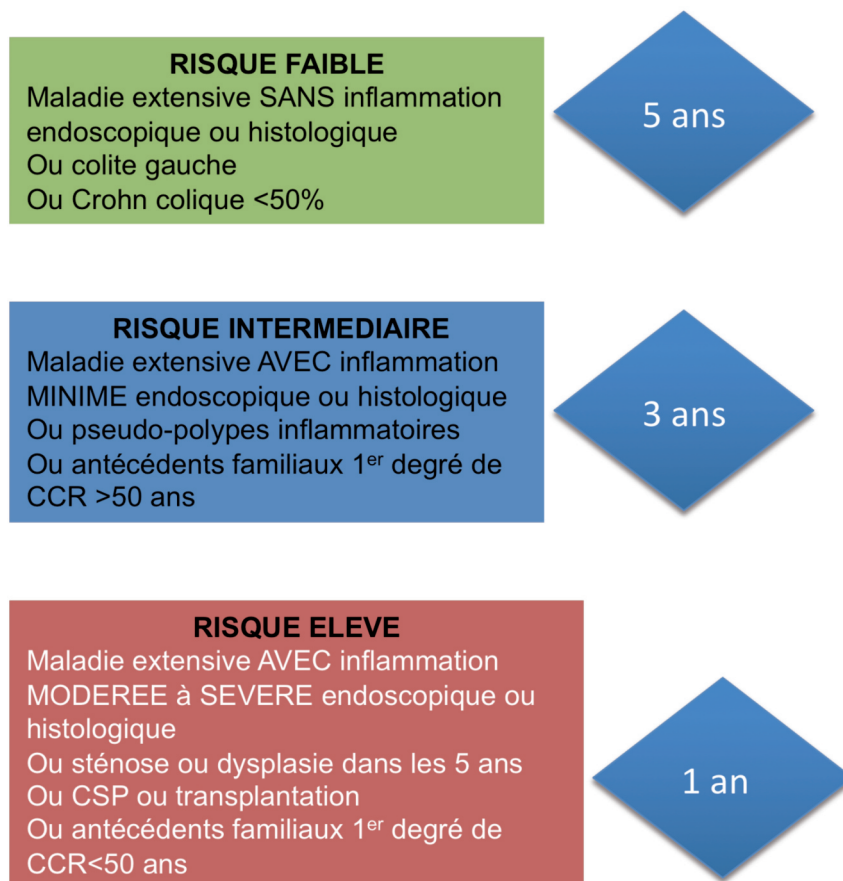 RISQUE FAIBLE
Maladie extensive SANS inflammation
endoscopique ou histologique
Ou colite gauche
Ou Crohn colique <50%
5 ans
RISQUE INTERMEDIAIRE
Maladie extensive AVEC inflammation
MINIME endoscopique ou histologique
Ou pseudo-polypes inflammatoires
Ou antécédents familiaux 1er degré de
CCR >50 ans
3 ans
RISQUE ELEVE
Maladie extensive AVEC inflammation
MODEREE à SEVERE endoscopique ou
histologique
Ou sténose ou dysplasie dans les 5 ans
Ou CSP ou transplantation
Ou antécédents familiaux 1er degré de
CCR<50 ans
1 an